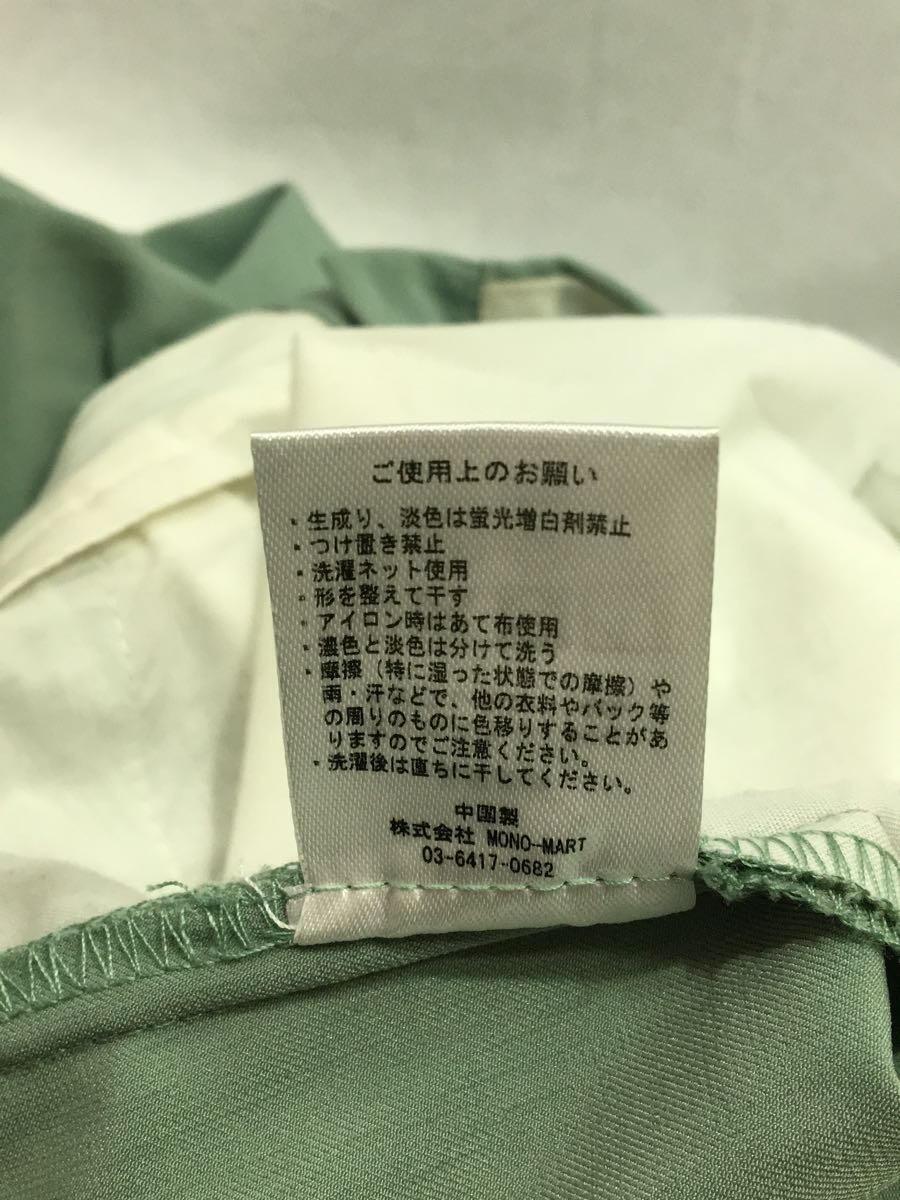 ご使用上のお願い
・生成り、淡色は蛍光増白剤禁止
・つけ置き禁止
・洗濯ネット使用
・形を整えて干す
・アイロン時はあて布使用
・濃色と淡色は分けて洗う
・摩擦（特に湿った状態での摩擦）や
雨・汗などで、他の衣料やバック等
の周りのものに色移りすることがあ
りますのでご注意ください。
・洗濯後は直ちに干してください。
中國製
株式会社 MONO-MART
03-6417-0682